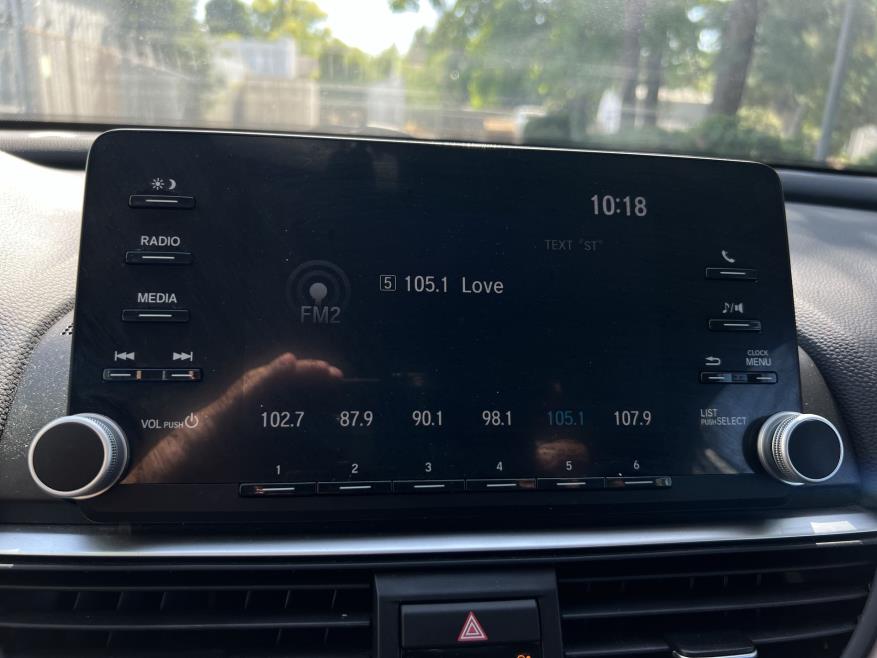 10:18
RADIO
TEXT "ST"
5 105.1 Love
MEDIA
FM2
CLOCK
MENU
VOL PUSH
102.7 87.9 90.1 98.1 105.1 107.9
LIST
PUSH SELECT
1 2 3 4 5 6